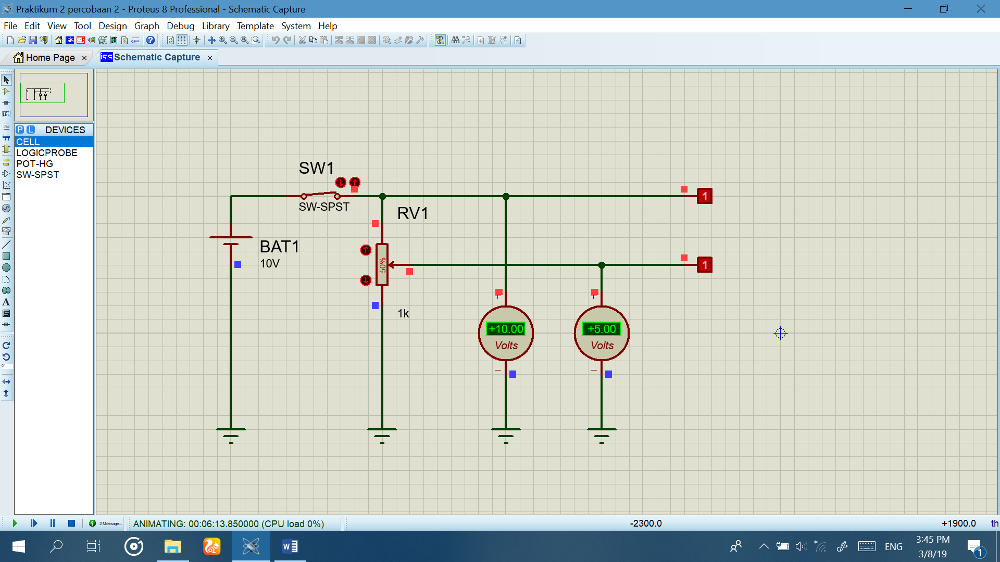 Praktikum 2 percobaan 2 - Proteus 8 Professional - Schematic Capture
File Edit View Tool Design Graph Debug Library Template System Help
Home Page × isis Schematic Capture ×
P L DEVICES
CELL
LOGICPROBE
POT-HG
SW-SPST
LBL
A
S
0°
SW1
SW-SPST
1
RV1
BAT1
10V
50%
1
1k
+
+
+10.00
Volts
+5.00
Volts
2 Message...
ANIMATING: 00:06:13.850000 (CPU load 0%)
-2300.0
+1900.0
th
W
ENG
3:45 PM
3/8/19
1